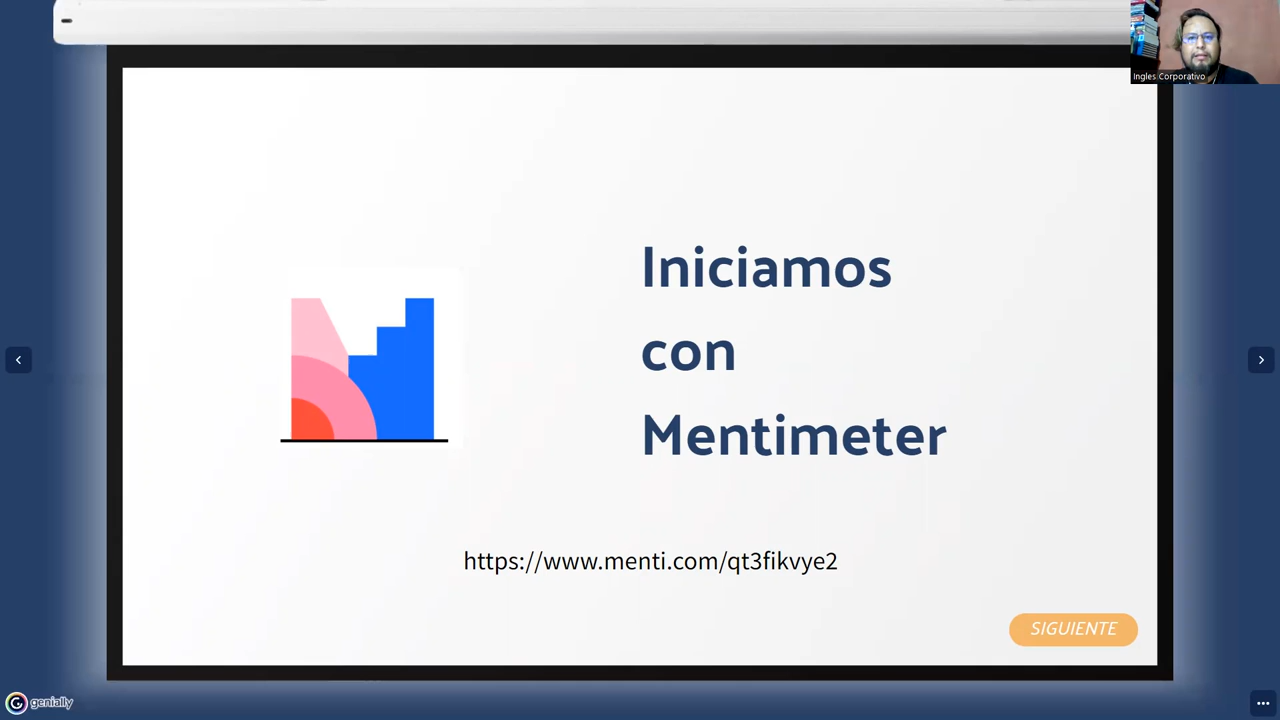 Ingles Corporativo
Iniciamos
con
Mentimeter
https://www.menti.com/qt3fikvye2
SIGUIENTE
genially